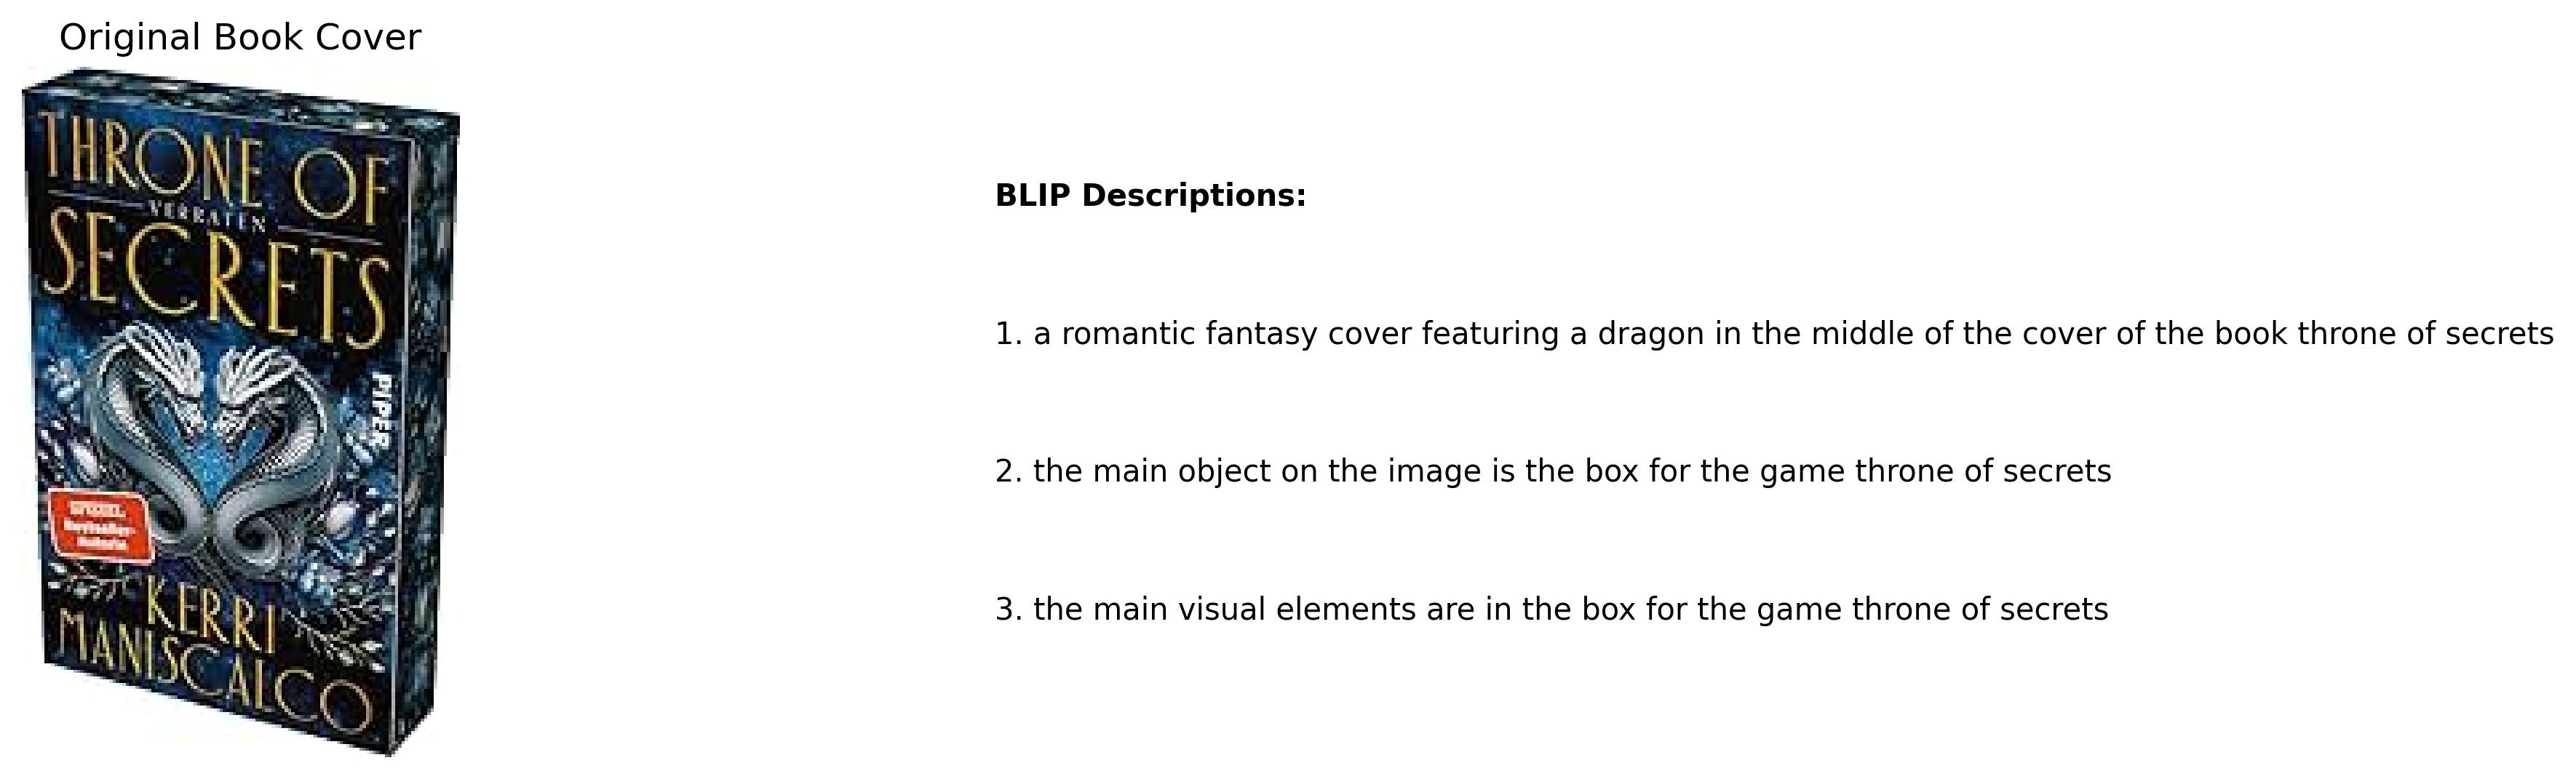 Original Book Cover
THRONE OF
VERRATEN
SECRETS
PIPER
SPIEGEL
Bestseller-
Autorin
KERRI
MANISCALCO
BLIP Descriptions:
1. a romantic fantasy cover featuring a dragon in the middle of the cover of the book throne of secrets
2. the main object on the image is the box for the game throne of secrets
3. the main visual elements are in the box for the game throne of secrets